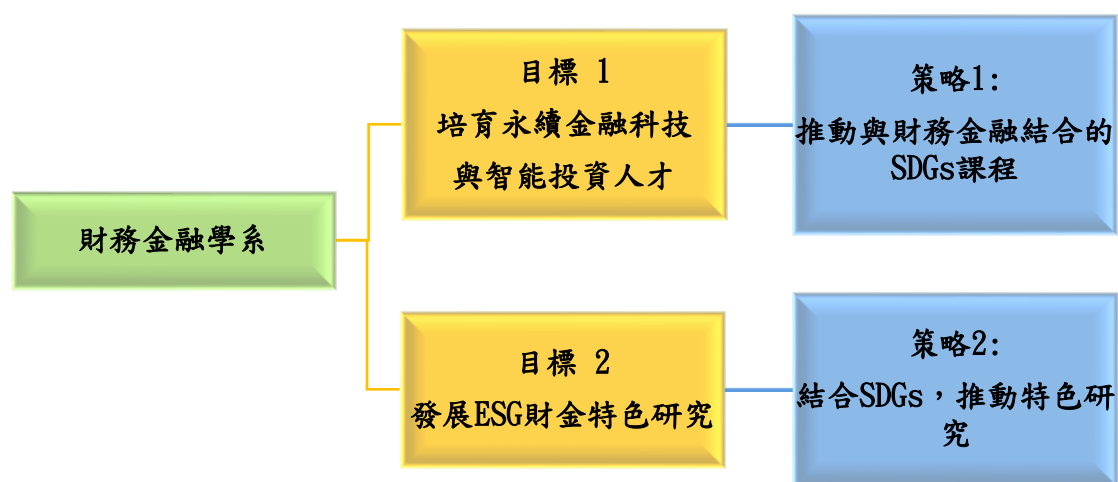 財務金融學系
目標 1
培育永續金融科技
與智能投資人才
策略1:
推動與財務金融結合的
SDGs課程
目標 2
發展ESG財金特色研究
策略2:
結合SDGs，推動特色研
究